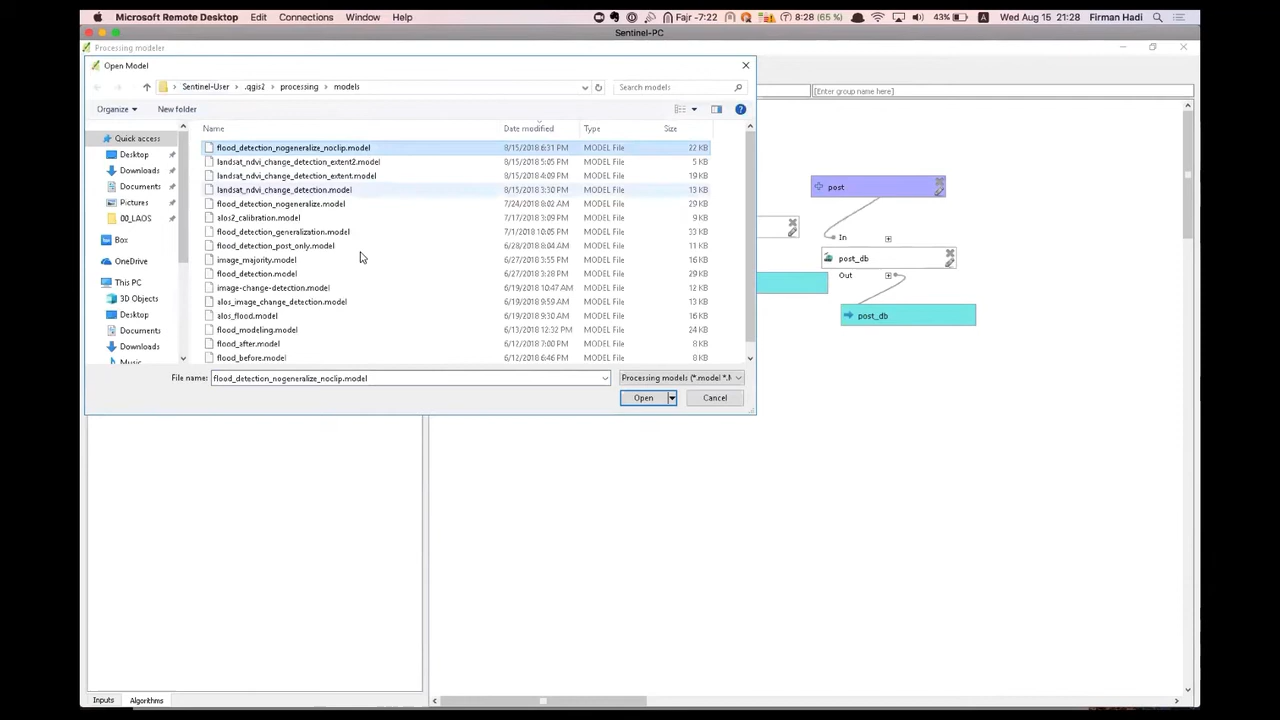 Microsoft Remote Desktop Edit Connections Window Help Fajr -7:22 8:28 (65 %) 43% A Wed Aug 15 21:28 Firman Hadi
Sentinel-PC
Processing modeler
Open Model
Sentinel-User .qgis2 processing models Search models
Organize New folder
Name Date modified Type Size
Quick access
Desktop
Downloads
Documents
Pictures
00_LAOS
Box
OneDrive
This PC
3D Objects
Desktop
Documents
Downloads
Music
flood_detection_nogeneralize_noclip.model 8/15/2018 6:31 PM MODEL File 22 KB
landsat_ndvi_change_detection_extent2.model 8/15/2018 5:05 PM MODEL File 5 KB
landsat_ndvi_change_detection_extent.model 8/15/2018 4:09 PM MODEL File 19 KB
landsat_ndvi_change_detection.model 8/15/2018 3:30 PM MODEL File 13 KB
flood_detection_nogeneralize.model 7/24/2018 8:02 AM MODEL File 29 KB
alos2_calibration.model 7/17/2018 3:09 PM MODEL File 9 KB
flood_detection_generalization.model 7/1/2018 8:05 PM MODEL File 33 KB
flood_detection_post_only.model 6/28/2018 8:04 AM MODEL File 11 KB
image_majority.model 6/27/2018 3:55 PM MODEL File 16 KB
flood_detection.model 6/27/2018 3:28 PM MODEL File 29 KB
image-change-detection.model 6/19/2018 10:47 AM MODEL File 12 KB
alos_image_change_detection.model 6/19/2018 9:59 AM MODEL File 13 KB
alos_flood.model 6/19/2018 9:30 AM MODEL File 16 KB
flood_modeling.model 6/13/2018 12:32 PM MODEL File 24 KB
flood_after.model 6/12/2018 7:00 PM MODEL File 8 KB
flood_before.model 6/12/2018 6:46 PM MODEL File 8 KB
File name: flood_detection_nogeneralize_noclip.model Processing models (*.model *.M
Open Cancel
[Enter group name here]
post
In
post_db
Out
post_db
Inputs Algorithms